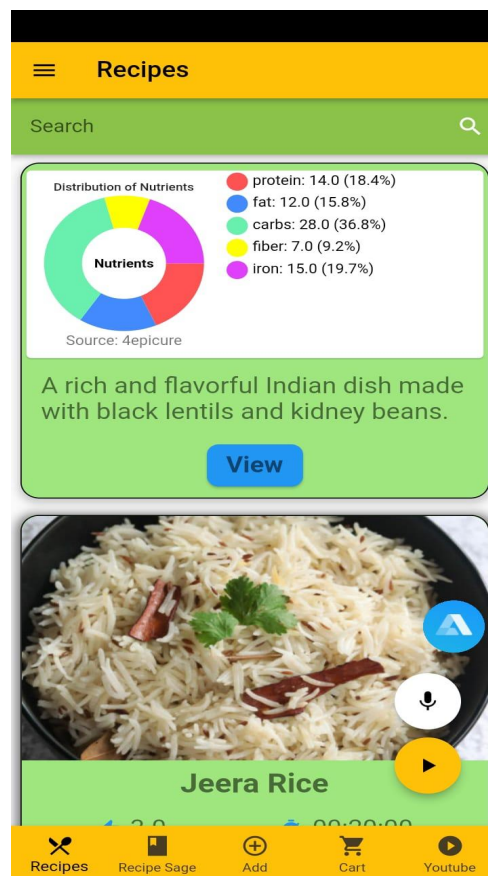 Recipes
Search
Distribution of Nutrients
Nutrients
protein: 14.0 (18.4%)
fat: 12.0 (15.8%)
carbs: 28.0 (36.8%)
fiber: 7.0 (9.2%)
iron: 15.0 (19.7%)
Source: 4epicure
A rich and flavorful Indian dish made
with black lentils and kidney beans.
View
Jeera Rice
Recipes Recipe Sage Add Cart Youtube